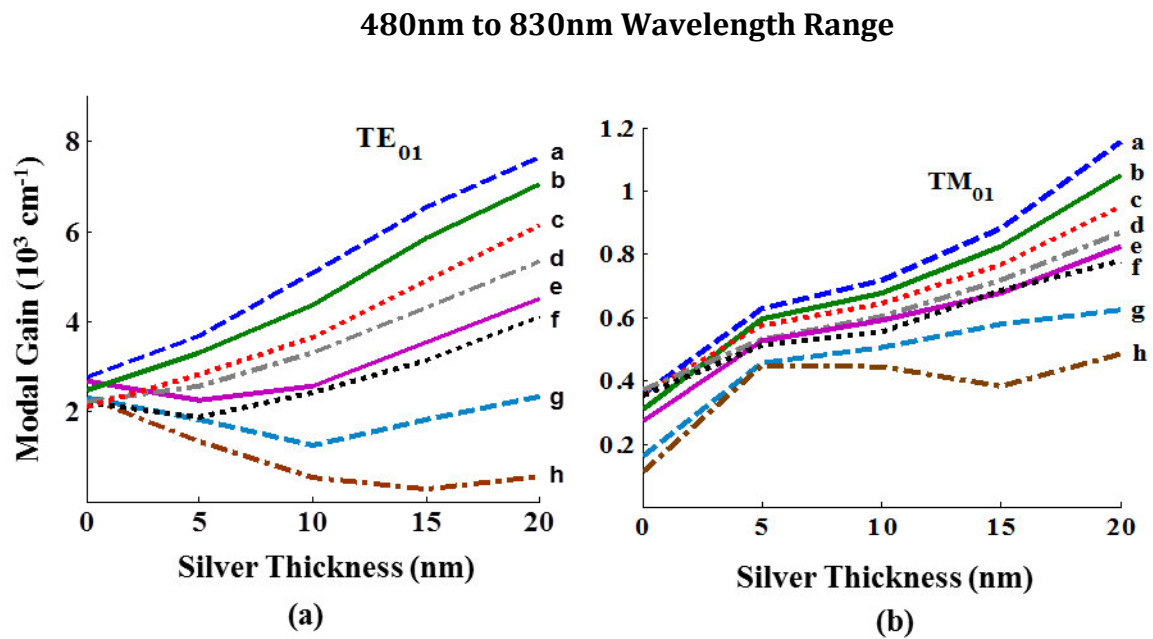 480nm to 830nm Wavelength Range
Modal Gain (10³ cm⁻¹)
8
6
4
2
TE₀₁
a
b
c
d
e
f
g
h
0 5 10 15 20
Silver Thickness (nm)
(a)
1.2
1
0.8
0.6
0.4
0.2
TM₀₁
a
b
c
d
e
f
g
h
0 5 10 15 20
Silver Thickness (nm)
(b)